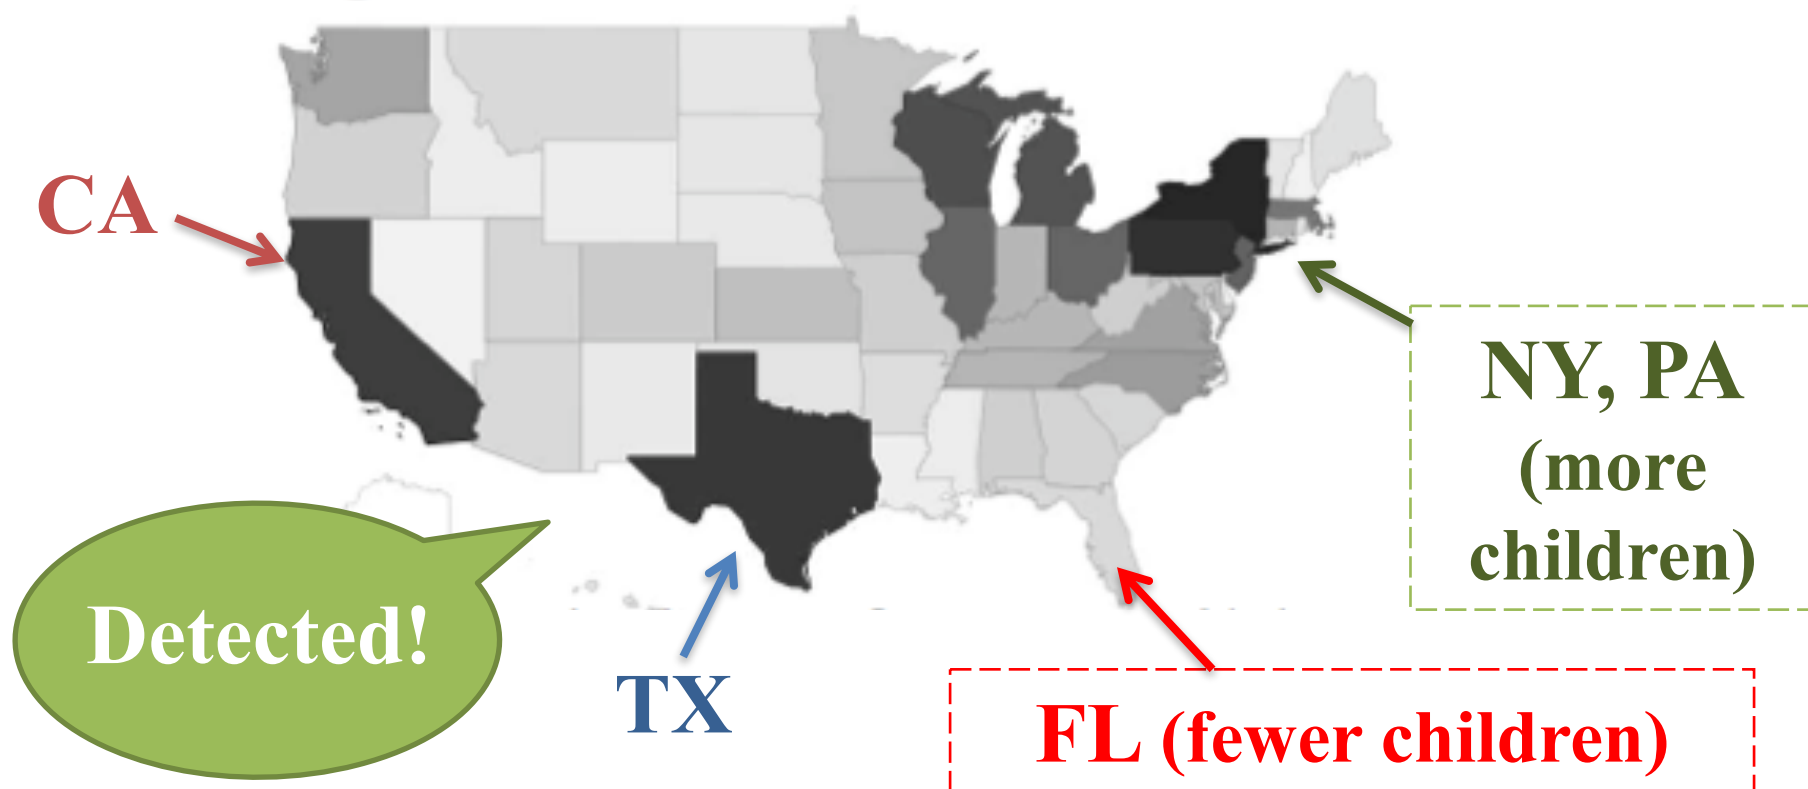 CA
NY, PA
(more
children)
Detected!
TX
FL (fewer children)